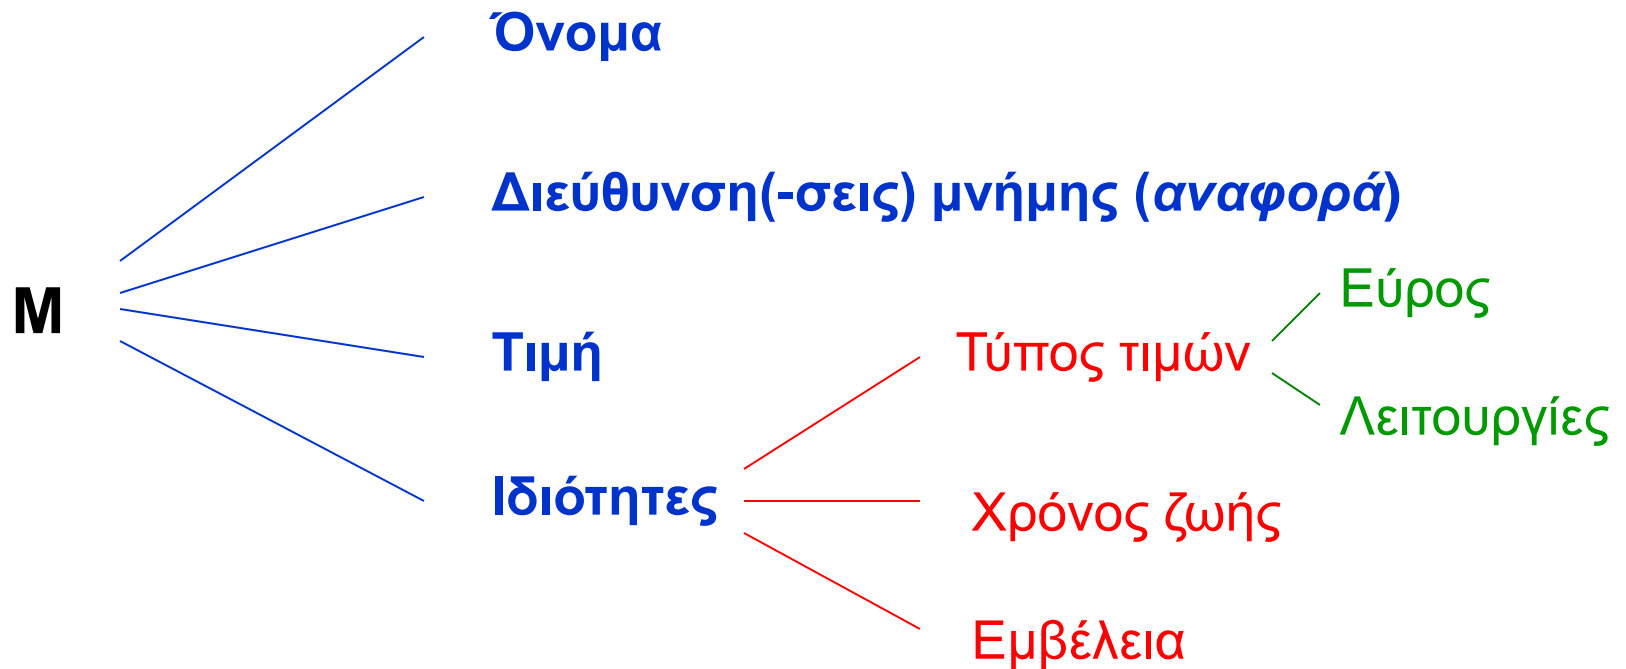 Όνομα
Διεύθυνση(-σεις) μνήμης (αναφορά)
Εύρος
Μ
Τιμή
Τύπος τιμών
Λειτουργίες
Ιδιότητες
Χρόνος ζωής
Εμβέλεια